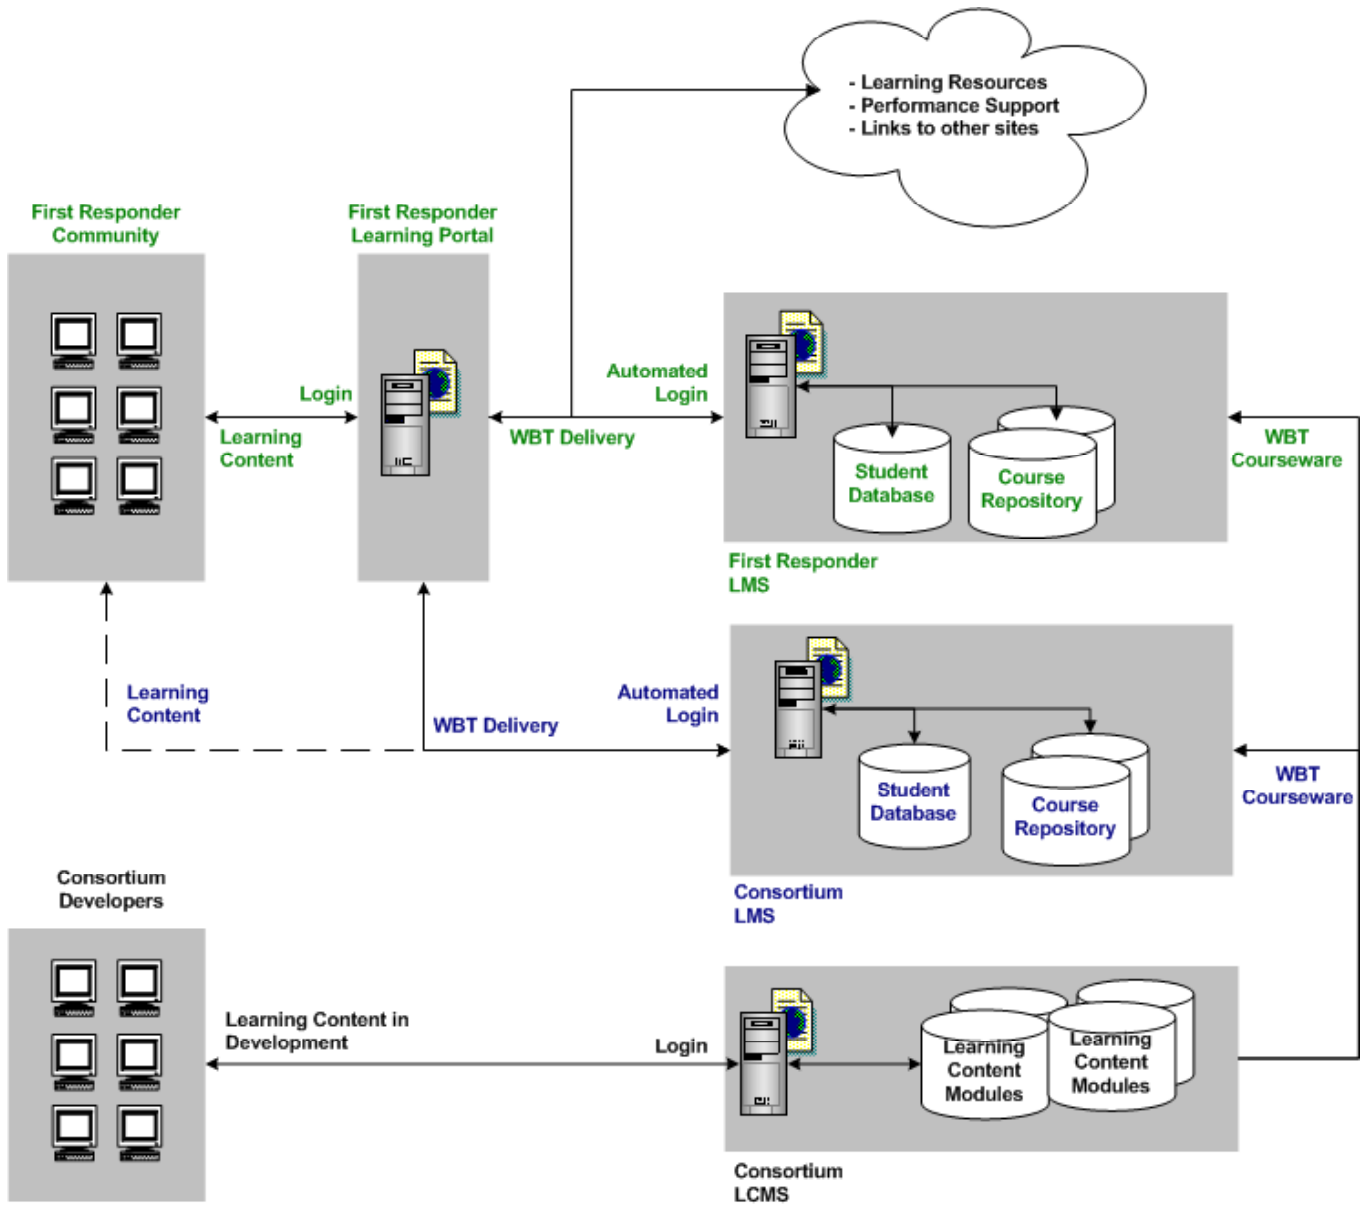 - Learning Resources
- Performance Support
- Links to other sites
First Responder
Community
First Responder
Learning Portal
Login
Learning
Content
WBT Delivery
Automated
Login
Student
Database
Course
Repository
First Responder
LMS
WBT
Courseware
Learning
Content
WBT Delivery
Automated
Login
Student
Database
Course
Repository
Consortium
LMS
WBT
Courseware
Consortium
Developers
Learning Content in
Development
Login
Learning
Content
Modules
Learning
Content
Modules
Consortium
LCMS